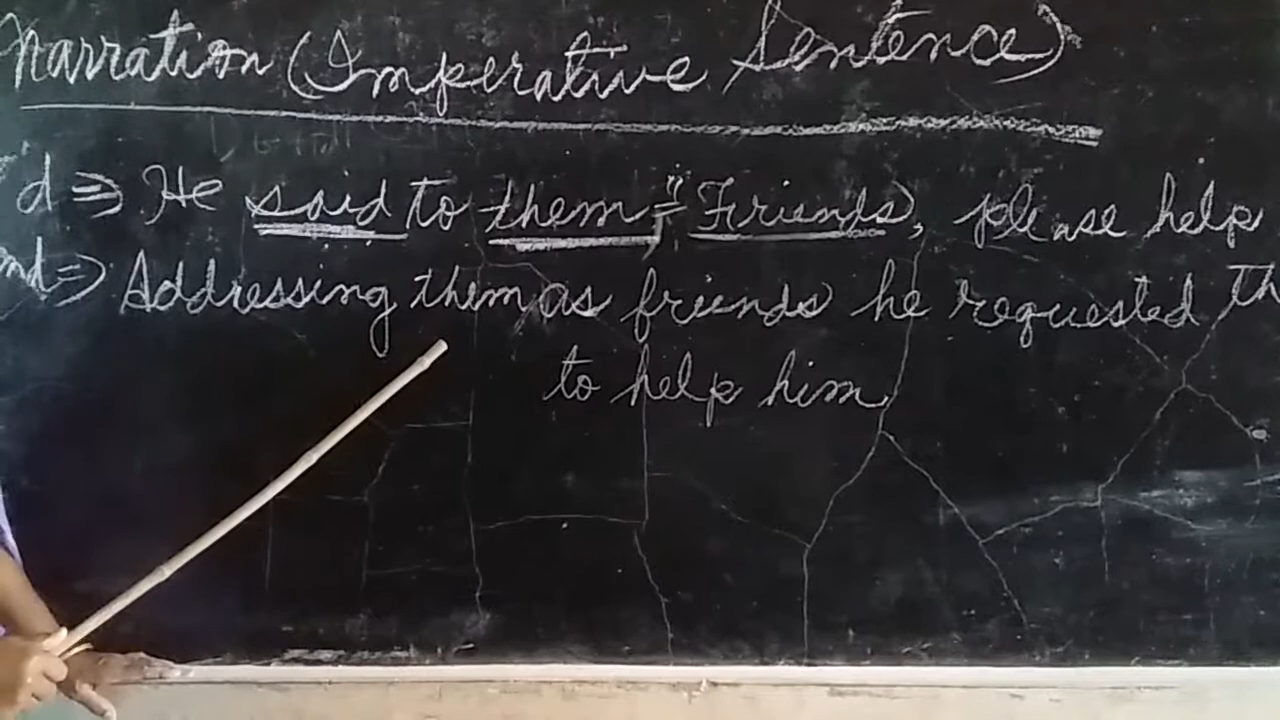 Narration (Imperative Sentence)
d ⇒ He said to them, "Friends, please help
nd ⇒ Addressing them as friends he requested th
to help him